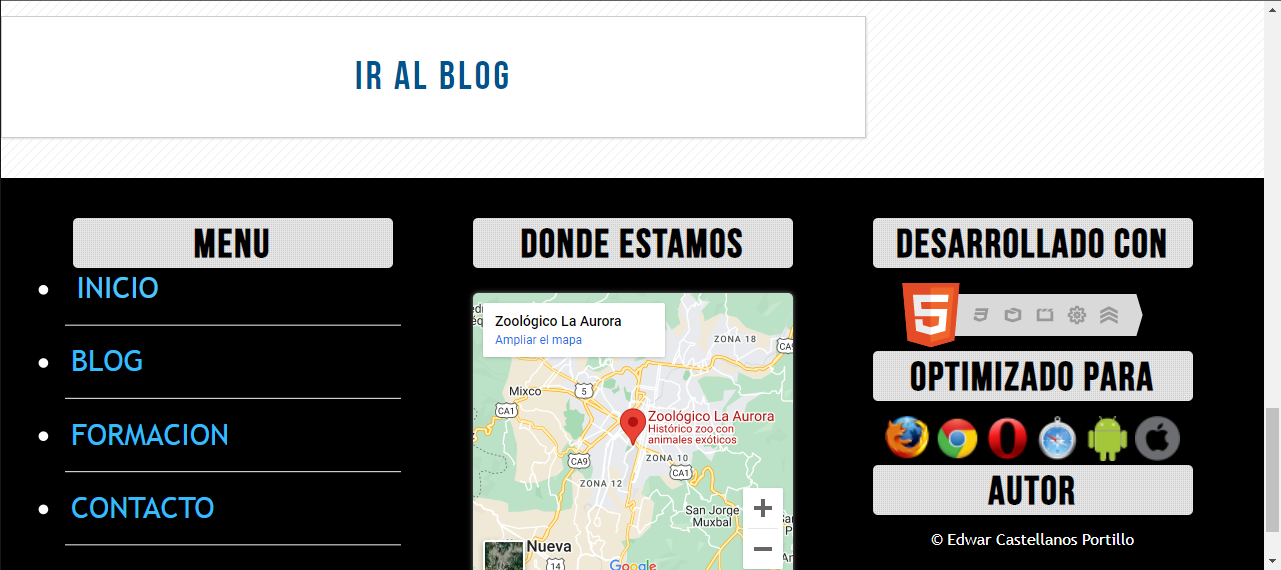 IR AL BLOG
MENU
INICIO
BLOG
FORMACION
CONTACTO
DONDE ESTAMOS
Zoológico La Aurora
Ampliar el mapa
ZONA 18
Mixco
5
CA1
CA9
Zoológico La Aurora
Histórico zoo con
animales exóticos
ZONA 10
CA1
ZONA 12
San Jorge
Muxbal
Nueva
14
Google
DESARROLLADO CON
5
OPTIMIZADO PARA
AUTOR
© Edwar Castellanos Portillo